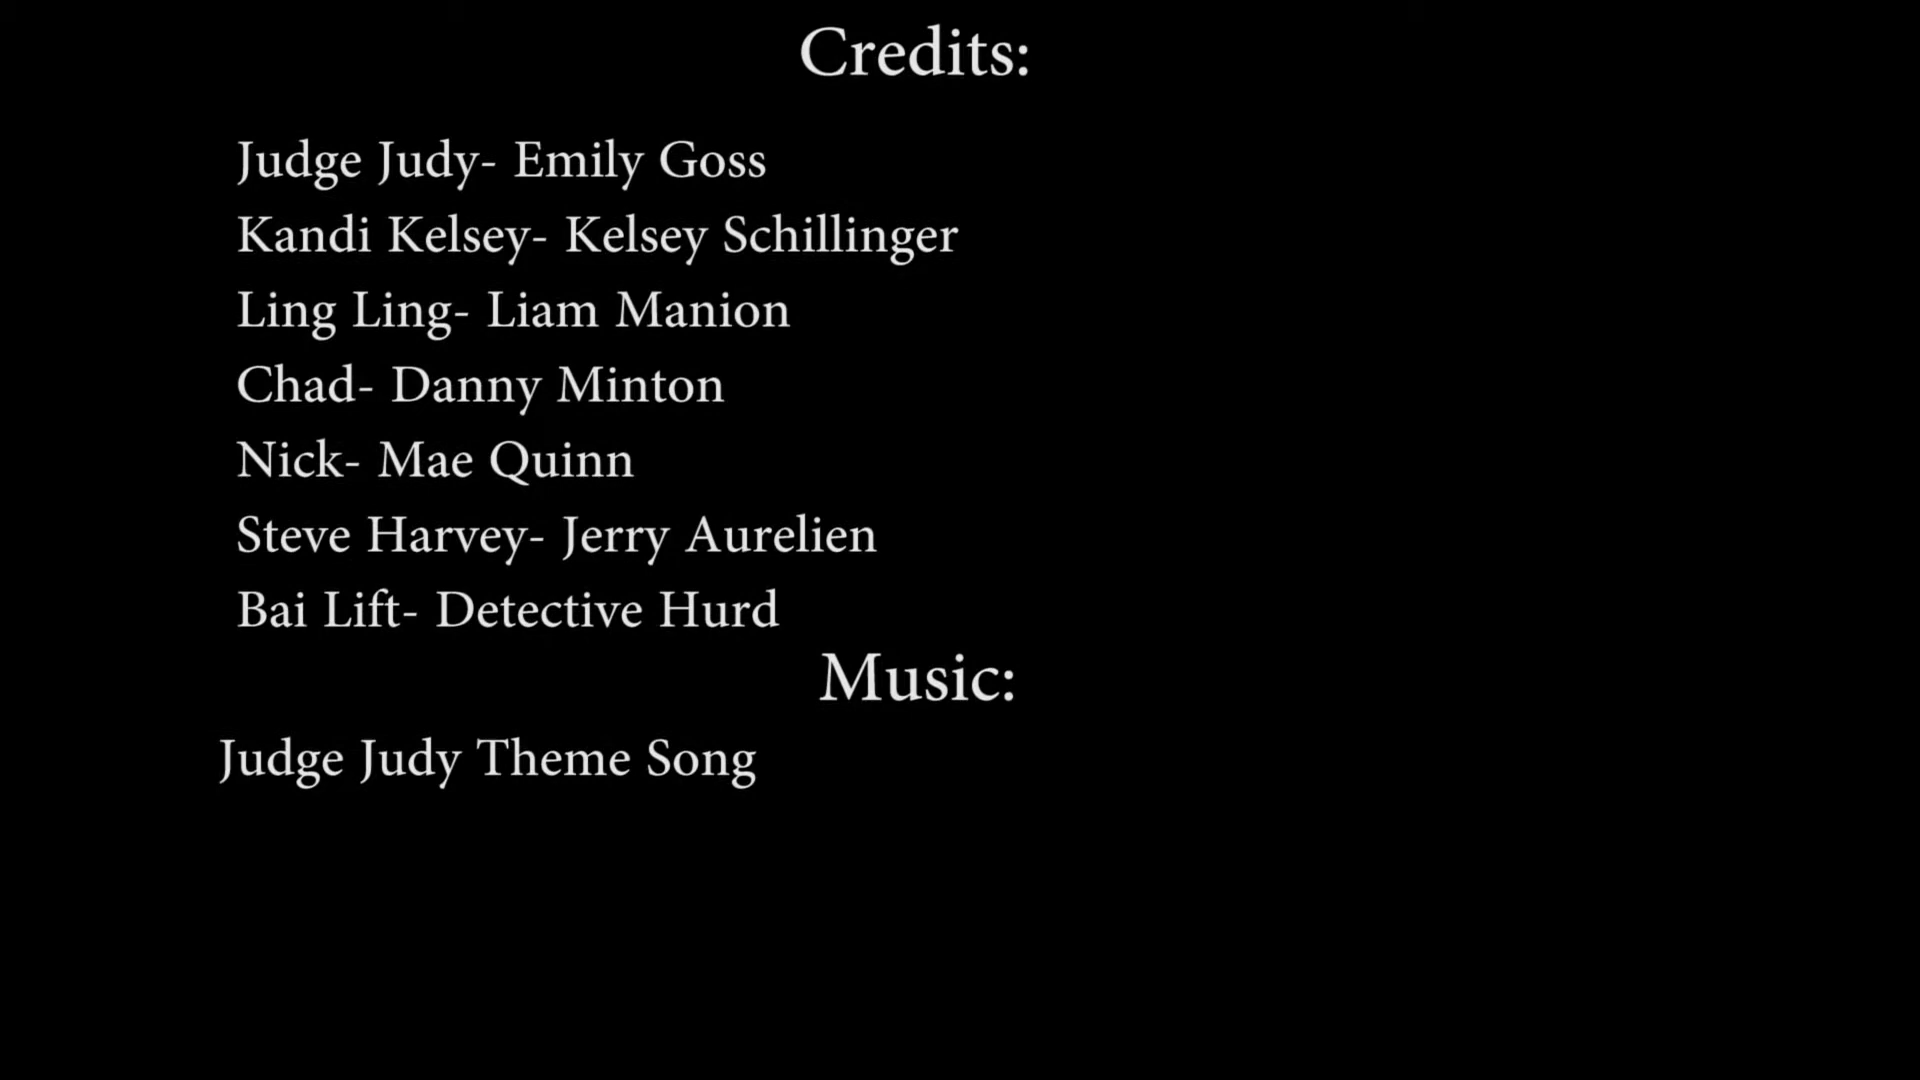 Credits:
Judge Judy- Emily Goss
Kandi Kelsey- Kelsey Schillinger
Ling Ling- Liam Manion
Chad- Danny Minton
Nick- Mae Quinn
Steve Harvey- Jerry Aurelien
Bai Lift- Detective Hurd
Music:
Judge Judy Theme Song